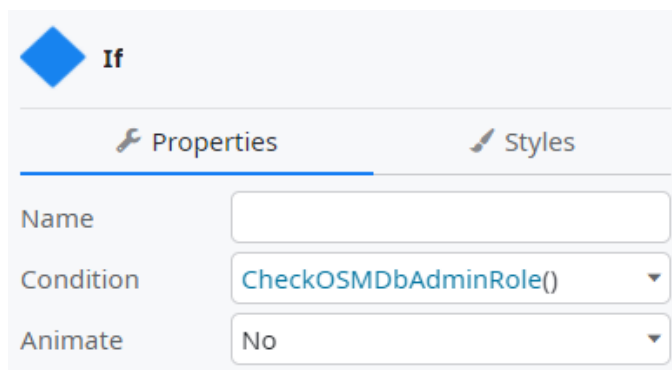 If
Properties Styles
Name
Condition CheckOSMDbAdminRole()
Animate No